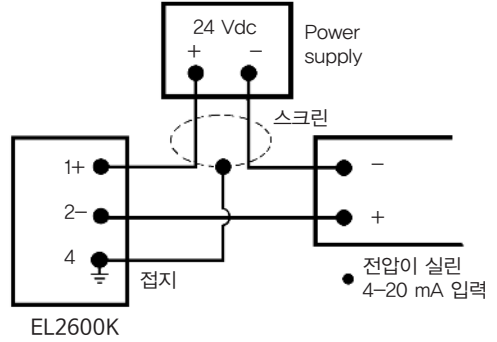 24 Vdc
+ −
Power
supply
스크린
1+
2−
4
접지
−
+
전압이 실린
4−20 mA 입력
EL2600K